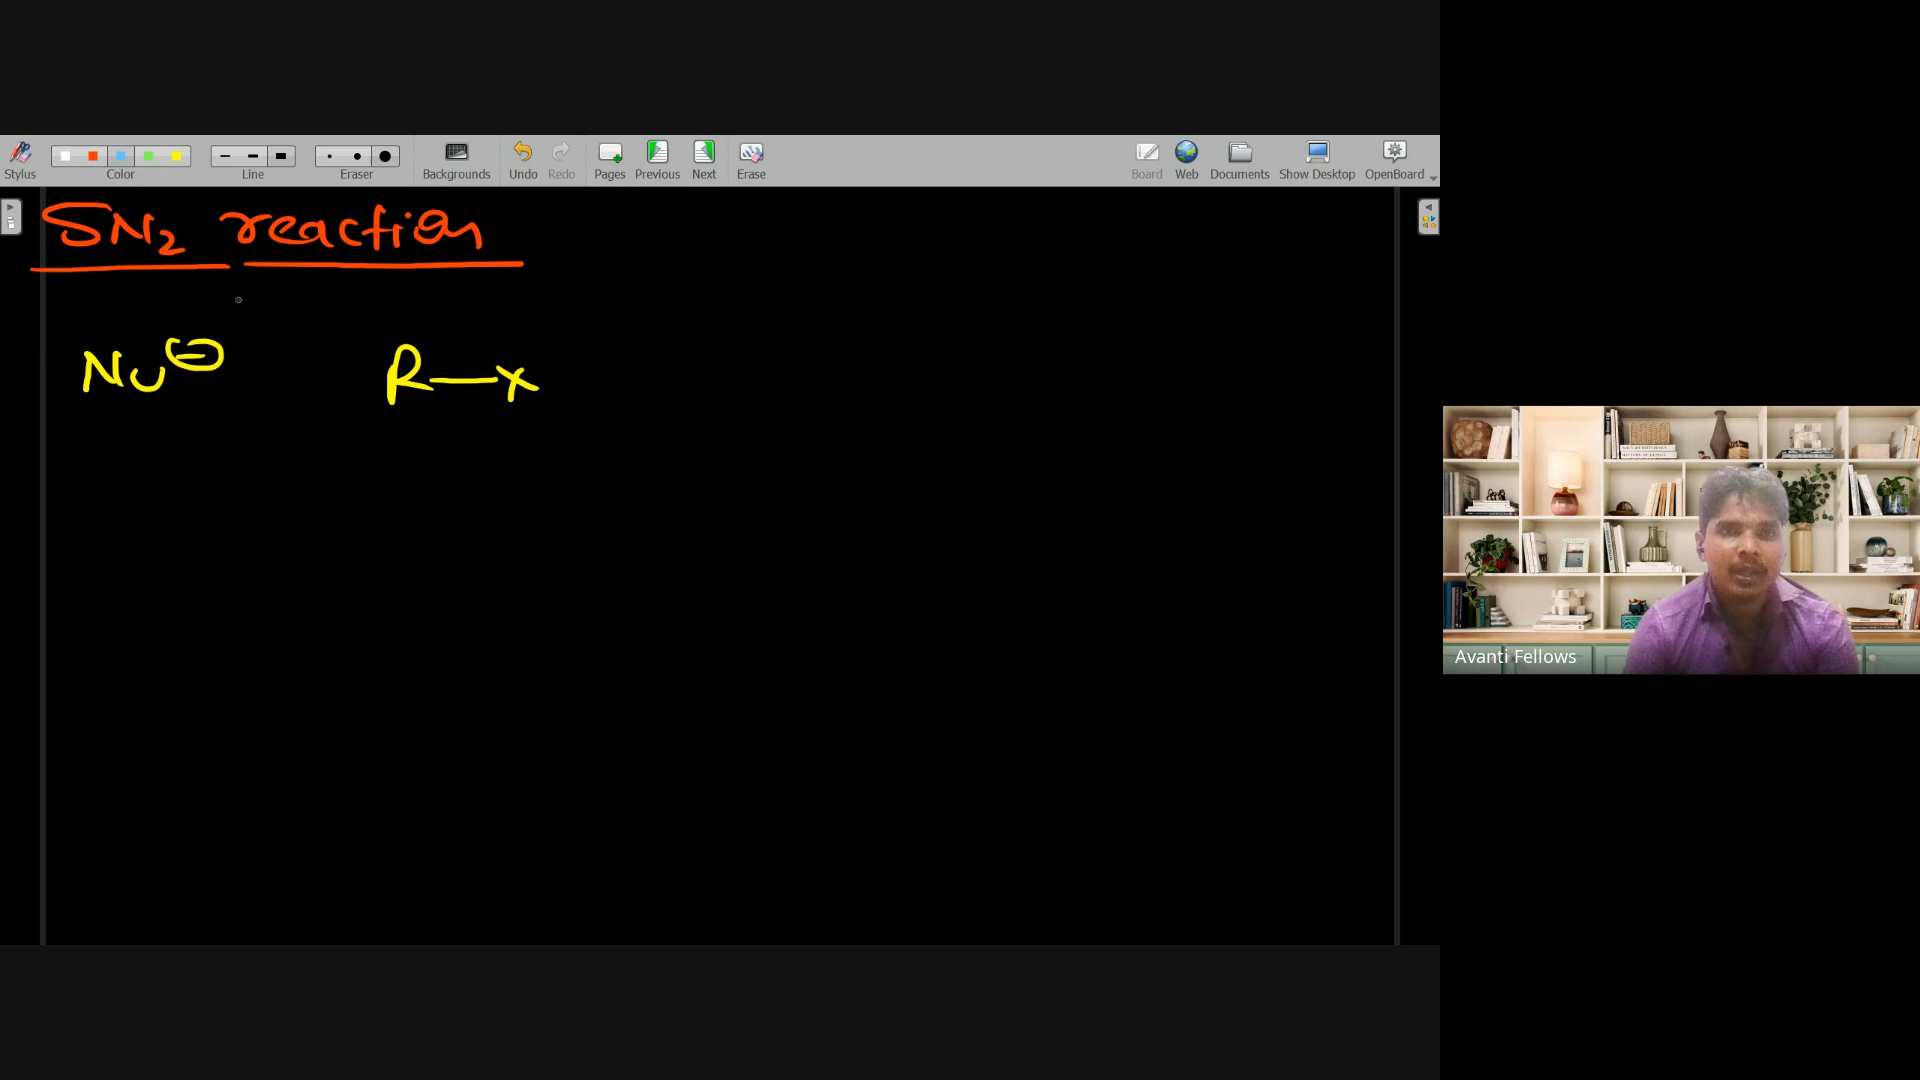 Stylus Color Line Eraser Backgrounds Undo Redo Pages Previous Next Erase Board Web Documents Show Desktop OpenBoard
SN₂ reaction
Nu⊖ R—x
Avanti Fellows